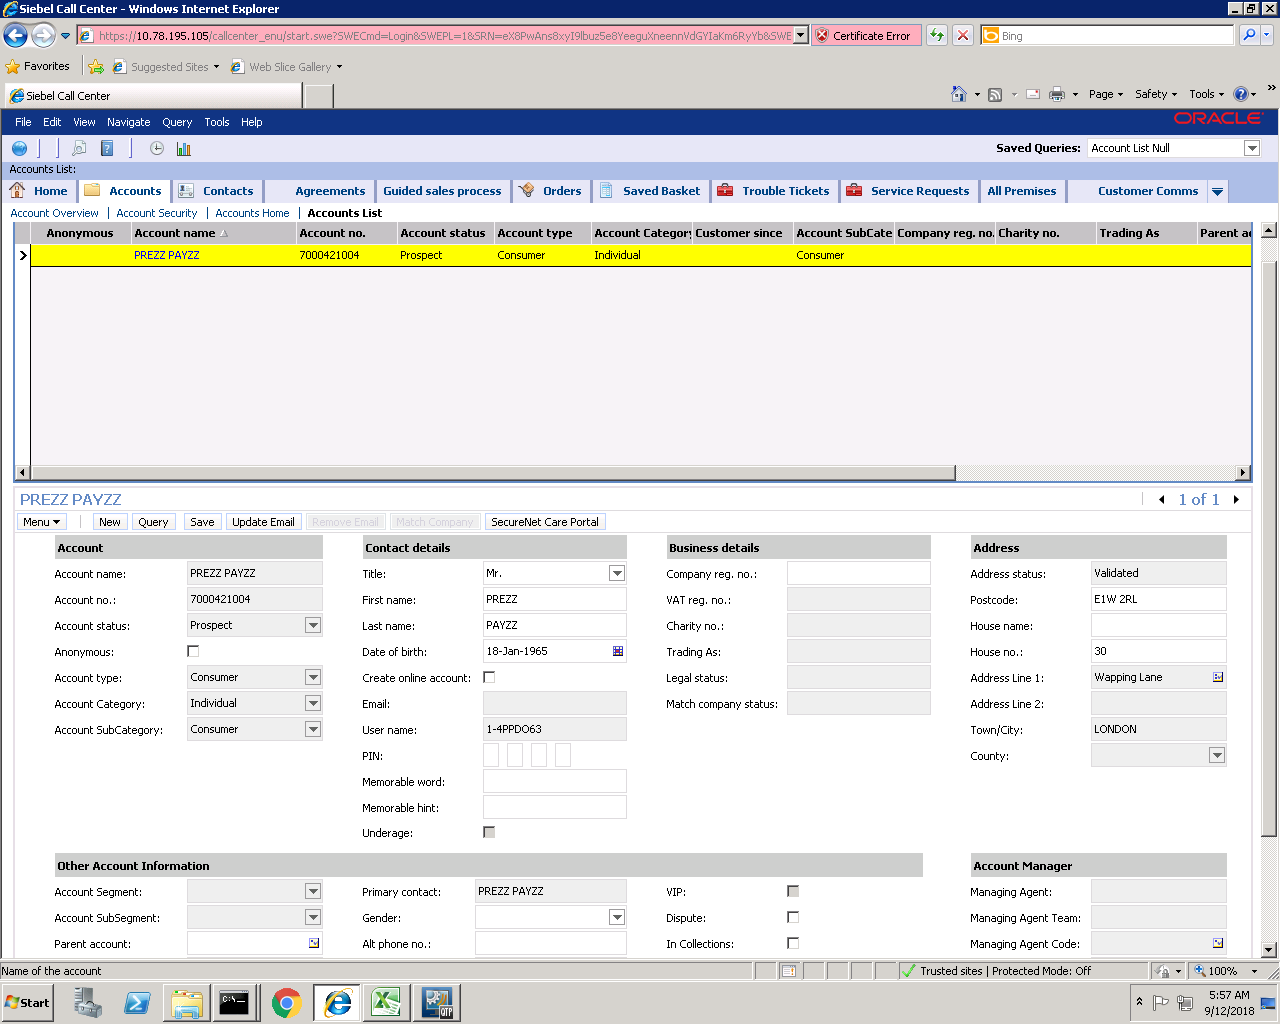 Siebel Call Center - Windows Internet Explorer
https://10.78.195.105/callcenter_enu/start.swe?SWECmd=Login&SWEPL=1&SRN= Certificate Error Bing
Favorites Suggested Sites Web Slice Gallery
Siebel Call Center Page Safety Tools
File Edit View Navigate Query Tools Help ORACLE
Saved Queries: Account List Null
Accounts List:
Home Accounts Contacts Agreements Guided sales process Orders Saved Basket Trouble Tickets Service Requests All Premises Customer Comms
Account Overview | Account Security | Accounts Home | Accounts List
Anonymous Account name Account no. Account status Account type Account Category Customer since Account SubCate Company reg. no. Charity no. Trading As Parent ac
PREZZ PAYZZ 7000421004 Prospect Consumer Individual Consumer
PREZZ PAYZZ 1 of 1
Menu New Query Save Update Email Remove Email Match Company SecureNet Care Portal
Account Contact details Business details Address
Account name: PREZZ PAYZZ Title: Mr. Company reg. no.: Address status: Validated
Account no.: 7000421004 First name: PREZZ VAT reg. no.: Postcode: E1W 2RL
Account status: Prospect Last name: PAYZZ Charity no.: House name:
Anonymous: Date of birth: 18-Jan-1965 Trading As: House no.: 30
Account type: Consumer Create online account: Legal status: Address Line 1: Wapping Lane
Account Category: Individual Email: Match company status: Address Line 2:
Account SubCategory: Consumer User name: 1-4PPDO63 Town/City: LONDON
PIN: County:
Memorable word:
Memorable hint:
Underage:
Other Account Information Account Manager
Account Segment: Primary contact: PREZZ PAYZZ VIP: Managing Agent:
Account SubSegment: Gender: Dispute: Managing Agent Team:
Parent account: Alt phone no.: In Collections: Managing Agent Code:
Name of the account Trusted sites | Protected Mode: Off 100%
Start C:\ QTP 5:57 AM
9/12/2018